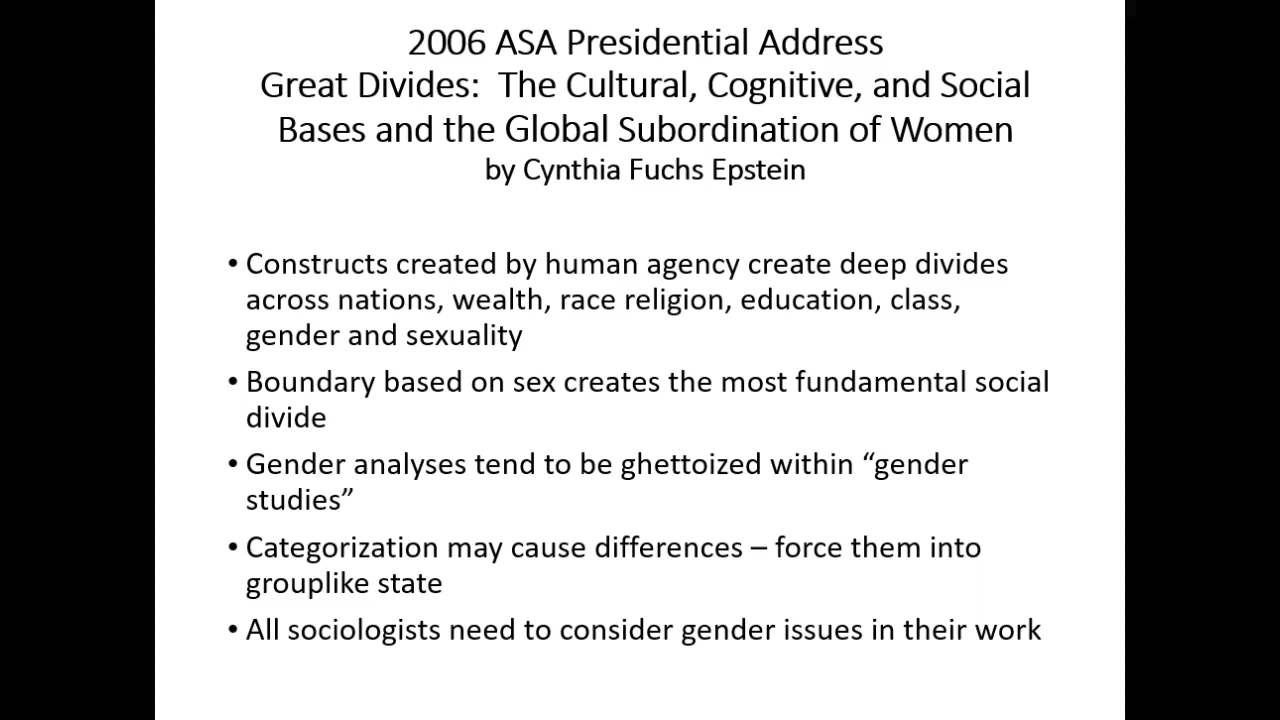 2006 ASA Presidential Address
Great Divides:  The Cultural, Cognitive, and Social
Bases and the Global Subordination of Women
by Cynthia Fuchs Epstein
• Constructs created by human agency create deep divides
across nations, wealth, race religion, education, class,
gender and sexuality
• Boundary based on sex creates the most fundamental social
divide
• Gender analyses tend to be ghettoized within “gender
studies”
• Categorization may cause differences – force them into
grouplike state
• All sociologists need to consider gender issues in their work